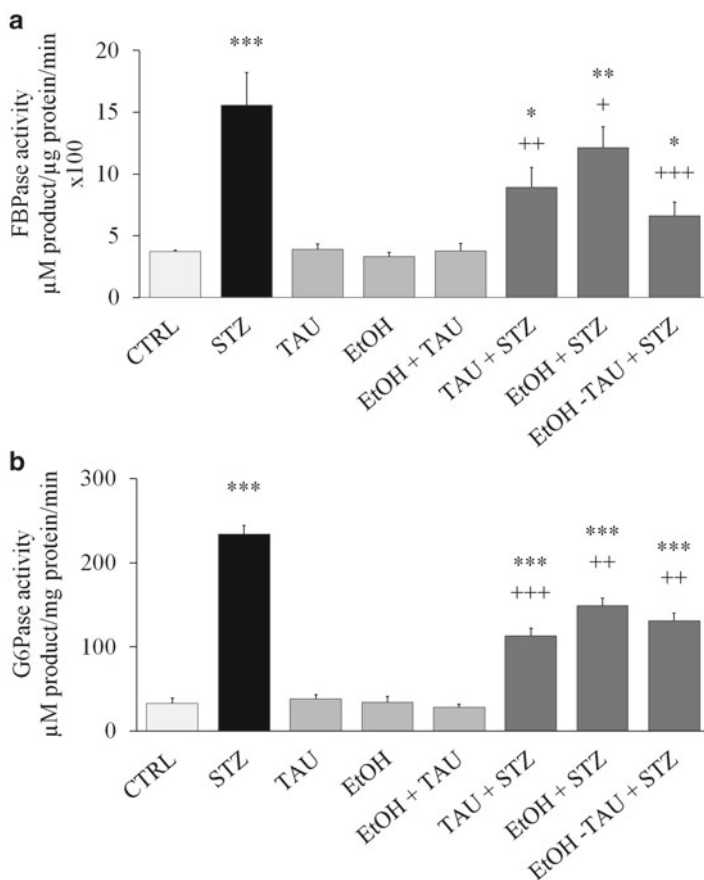 a
FBPase activity
µM product/µg protein/min
x100
20
15
10
5
0
***
*
++
**
+
*
+++
CTRL
STZ
TAU
EtOH
EtOH + TAU
TAU + STZ
EtOH + STZ
EtOH -TAU + STZ
b
G6Pase activity
µM product/mg protein/min
300
200
100
0
***
***
+++
***
++
***
++
CTRL
STZ
TAU
EtOH
EtOH + TAU
TAU + STZ
EtOH + STZ
EtOH -TAU + STZ